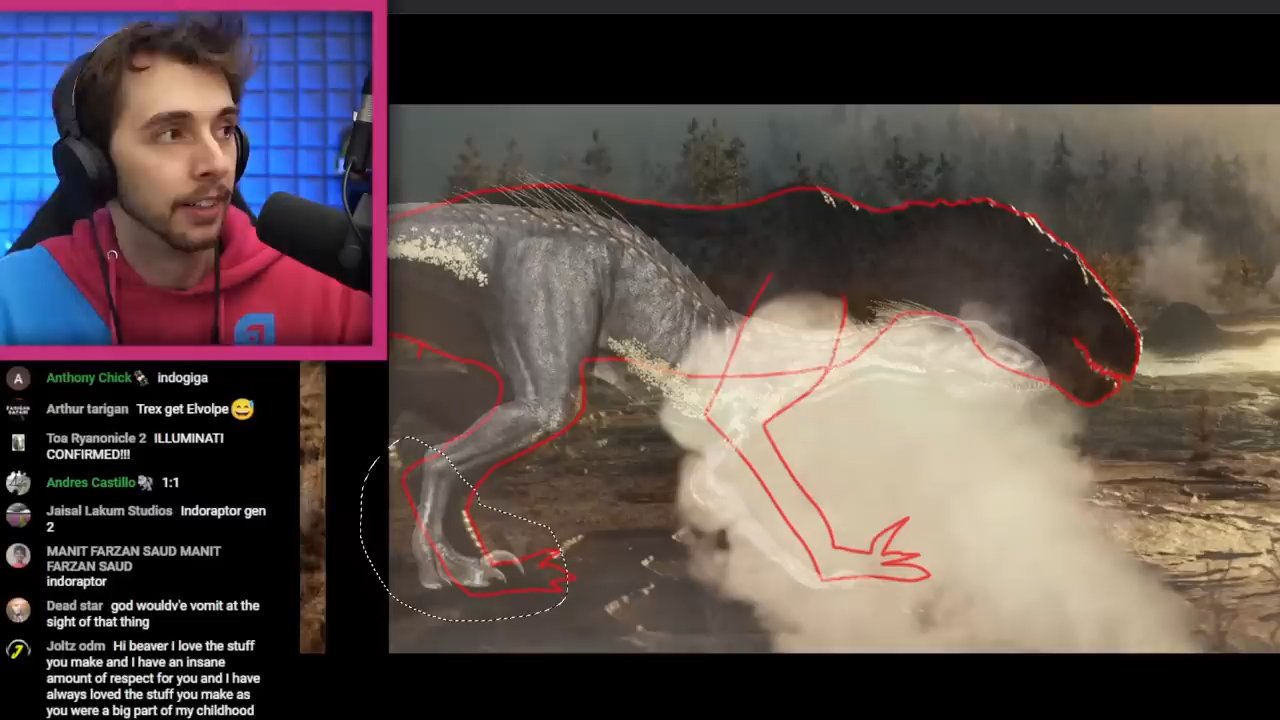 A
Anthony Chick indogiga
Arthur tarigan Trex get Elvolpe
Toa Ryanonicle 2 ILLUMINATI
CONFIRMED!!!
Andres Castillo 1:1
Jaisal Lakum Studios Indoraptor gen
2
MANIT FARZAN SAUD MANIT
FARZAN SAUD
indoraptor
Dead star god wouldv'e vomit at the
sight of that thing
Joltz odm Hi beaver I love the stuff
you make and I have an insane
amount of respect for you and I have
always loved the stuff you make as
you were a big part of my childhood